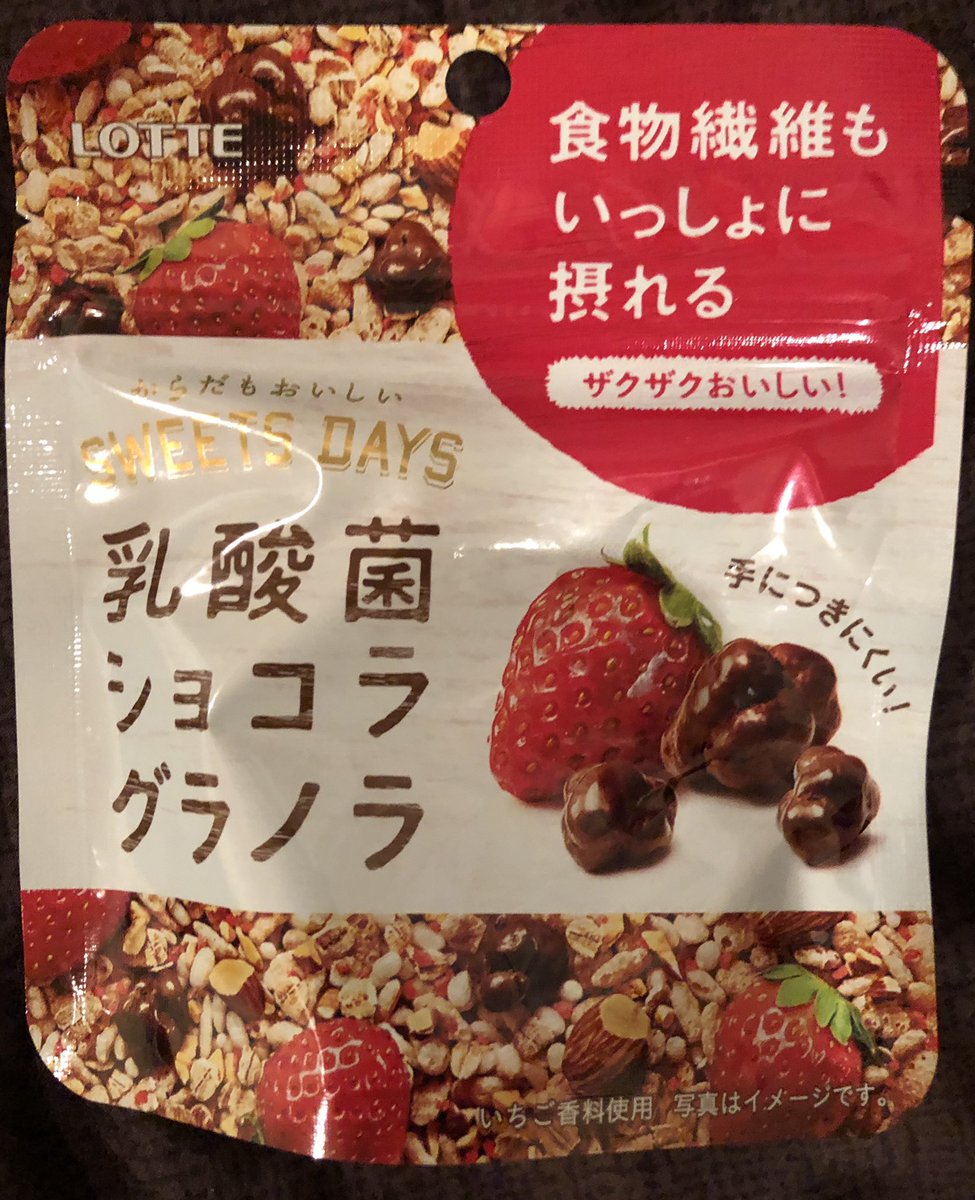 LOTTE
食物繊維も
いっしょに
摂れる
ザクザクおいしい!
からだもおいしい
SWEETS DAYS
乳酸菌
ショコラ
グラノラ
手につきにくい!
いちご香料使用 写真はイメージです。